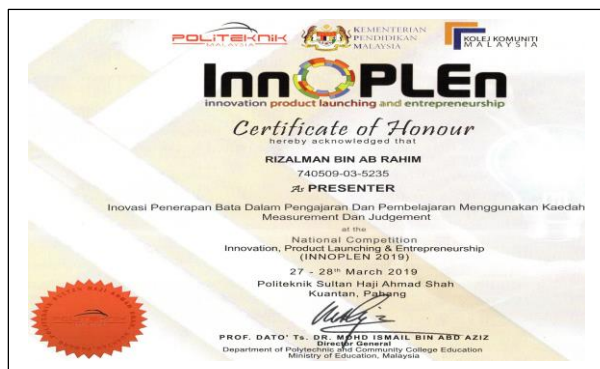 POLITEKNIK
MALAYSIA
KEMENTERIAN
PENDIDIKAN
MALAYSIA
KOLEJ KOMUNITI
MALAYSIA
InnOPLEn
innovation product launching and entrepreneurship
Certificate of Honour
hereby acknowledged that
RIZALMAN BIN AB RAHIM
740509-03-5235
As PRESENTER
Inovasi Penerapan Bata Dalam Pengajaran Dan Pembelajaran Menggunakan Kaedah
Measurement Dan Judgement
at the
National Competition
Innovation, Product Launching & Entrepreneurship
(INNOPLEN 2019)
27 - 28th March 2019
Politeknik Sultan Haji Ahmad Shah
Kuantan, Pahang
PROF. DATO' Ts. DR. MOHD ISMAIL BIN ABD AZIZ
Director General
Department of Polytechnic and Community College Education
Ministry of Education, Malaysia